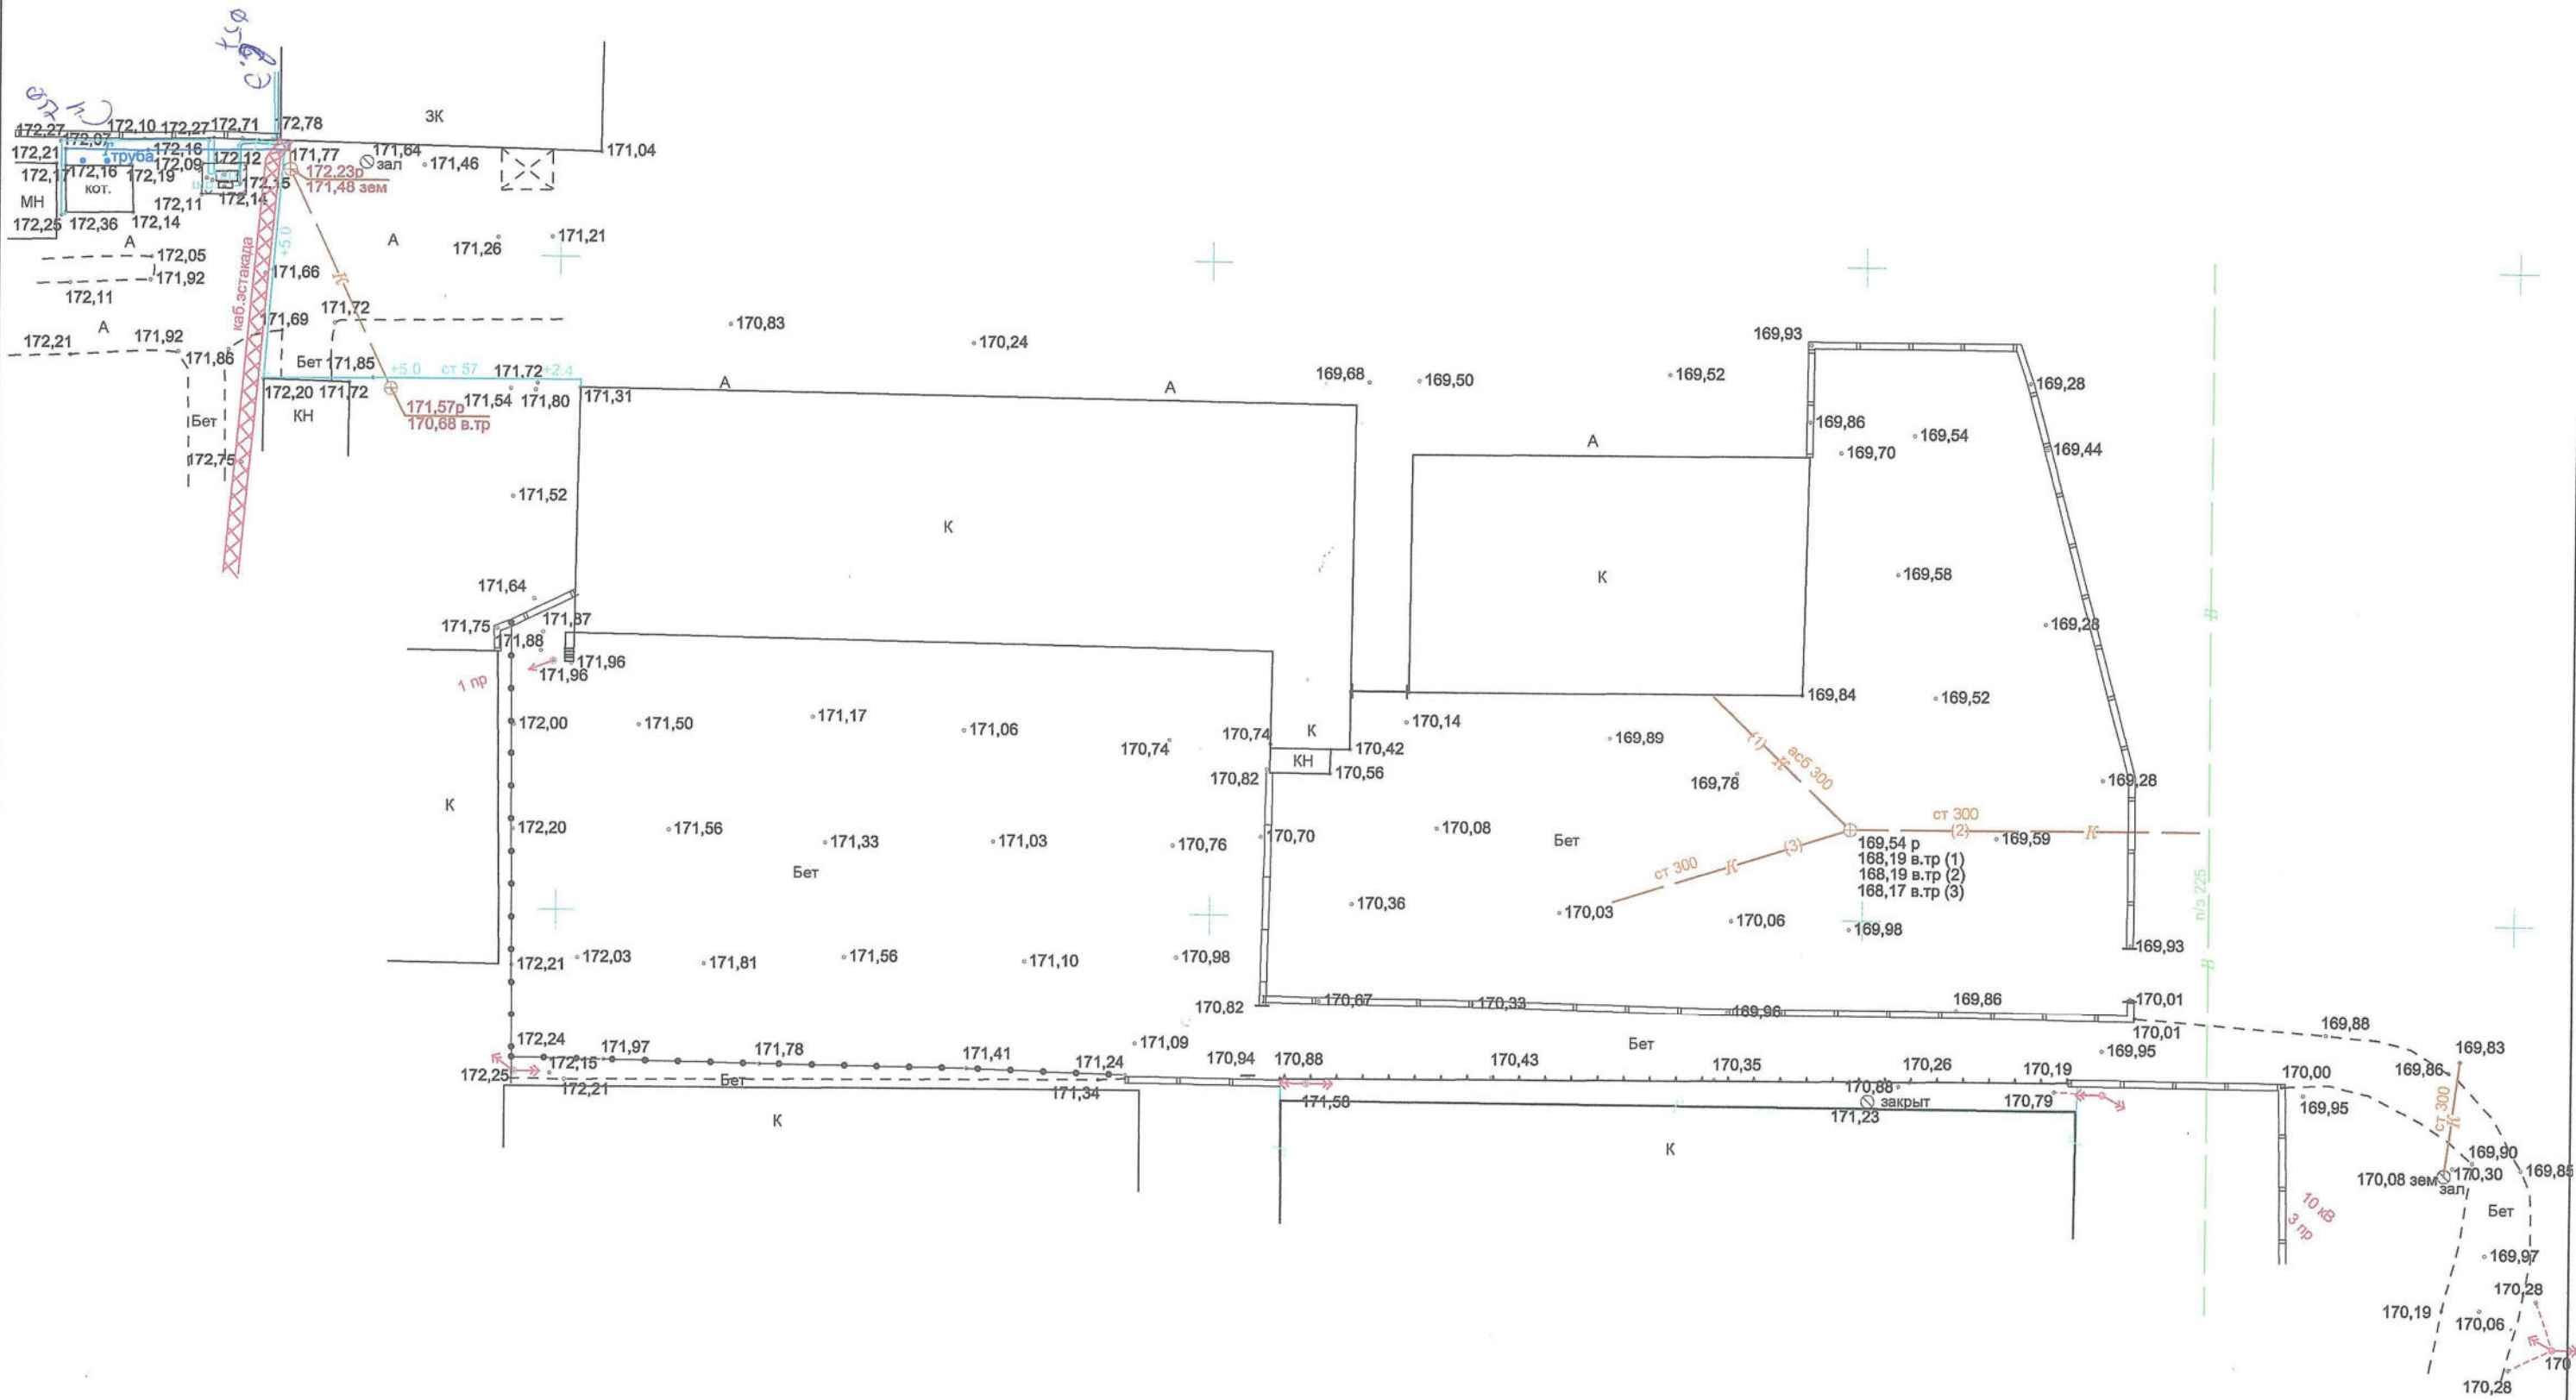 ЗК
172,27
172,10
172,27
172,71
72,78
172,07
труба
172,16
172,12
171,77
171,64
зал
171,46
171,04
172,21
172,17
172,16
172,19
172,09
172,15
172,23р
171,48 зем
кот.
МН
172,11
172,14
172,25
172,36
172,14
А
А
171,26
171,21
172,05
+5.0
каб.эстакада
171,92
171,66
К
172,11
171,69
171,72
А
172,21
171,92
171,86
Бет
171,85
+5.0
ст 57
171,72
+2.4
170,83
170,24
169,93
169,68
169,50
169,52
169,28
172,20
171,72
КН
171,54
171,80
171,31
А
А
171,57р
170,68 в.тр
Бет
172,75
169,86
169,54
А
169,70
169,44
171,52
К
К
169,58
171,64
171,75
171,87
171,88
171,96
171,96
1 пр
169,28
В
169,84
169,52
172,00
171,50
171,17
171,06
170,74
170,74
К
170,42
170,14
169,89
(1)
К
асб 300
КН
170,82
170,56
169,78
169,28
К
172,20
171,56
171,33
171,03
170,76
170,70
170,08
Бет
ст 300
(2)
К
169,59
169,54 р
168,19 в.тр (1)
168,19 в.тр (2)
168,17 в.тр (3)
(3)
К
ст 300
Бет
170,36
170,03
170,06
169,98
п/э 225
172,21
172,03
171,81
171,56
171,10
170,98
169,93
В
170,82
170,67
170,33
169,96
169,86
170,01
170,01
172,24
171,97
171,78
171,41
171,24
171,09
170,94
170,88
170,43
Бет
170,35
170,26
170,19
169,95
169,88
169,83
169,86
170,00
172,25
172,15
172,21
Бет
171,34
171,58
170,88
закрыт
171,23
170,79
169,95
ст 300
К
К
К
169,90
170,08 зем
170,30
зал
169,85
10 кВ
3 пр
Бет
169,97
170,28
170,19
170,06
170,28
170